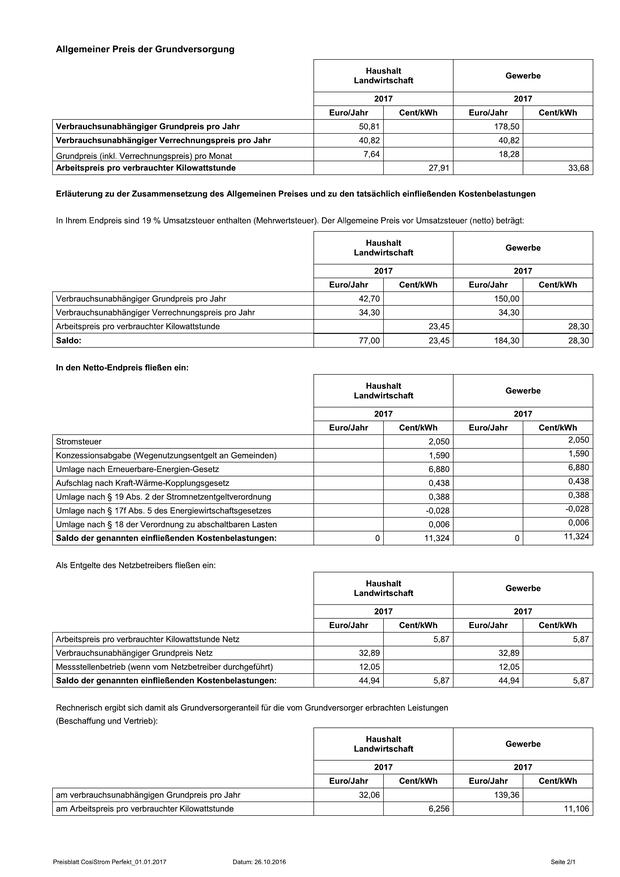 Allgemeiner Preis der Grundversorgung
Haushalt
Landwirtschaft
Gewerbe
2017 2017
Euro/Jahr Cent/kWh Euro/Jahr Cent/kWh
Verbrauchsunabhängiger Grundpreis pro Jahr 50,81 178,50
Verbrauchsunabhängiger Verrechnungspreis pro Jahr 40,82 40,82
Grundpreis (inkl. Verrechnungspreis) pro Monat 7,64 18,28
Arbeitspreis pro verbrauchter Kilowattstunde 27,91 33,68
Erläuterung zu der Zusammensetzung des Allgemeinen Preises und zu den tatsächlich einfließenden Kostenbelastungen
In Ihrem Endpreis sind 19 % Umsatzsteuer enthalten (Mehrwertsteuer). Der Allgemeine Preis vor Umsatzsteuer (netto) beträgt:
Haushalt
Landwirtschaft
Gewerbe
2017 2017
Euro/Jahr Cent/kWh Euro/Jahr Cent/kWh
Verbrauchsunabhängiger Grundpreis pro Jahr 42,70 150,00
Verbrauchsunabhängiger Verrechnungspreis pro Jahr 34,30 34,30
Arbeitspreis pro verbrauchter Kilowattstunde 23,45 28,30
Saldo: 77,00 23,45 184,30 28,30
In den Netto-Endpreis fließen ein:
Haushalt
Landwirtschaft
Gewerbe
2017 2017
Euro/Jahr Cent/kWh Euro/Jahr Cent/kWh
Stromsteuer 2,050 2,050
Konzessionsabgabe (Wegenutzungsentgelt an Gemeinden) 1,590 1,590
Umlage nach Erneuerbare-Energien-Gesetz 6,880 6,880
Aufschlag nach Kraft-Wärme-Kopplungsgesetz 0,438 0,438
Umlage nach § 19 Abs. 2 der Stromnetzentgeltverordnung 0,388 0,388
Umlage nach § 17f Abs. 5 des Energiewirtschaftsgesetzes -0,028 -0,028
Umlage nach § 18 der Verordnung zu abschaltbaren Lasten 0,006 0,006
Saldo der genannten einfließenden Kostenbelastungen: 0 11,324 0 11,324
Als Entgelte des Netzbetreibers fließen ein:
Haushalt
Landwirtschaft
Gewerbe
2017 2017
Euro/Jahr Cent/kWh Euro/Jahr Cent/kWh
Arbeitspreis pro verbrauchter Kilowattstunde Netz 5,87 5,87
Verbrauchsunabhängiger Grundpreis Netz 32,89 32,89
Messstellenbetrieb (wenn vom Netzbetreiber durchgeführt) 12,05 12,05
Saldo der genannten einfließenden Kostenbelastungen: 44,94 5,87 44,94 5,87
Rechnerisch ergibt sich damit als Grundversorgeranteil für die vom Grundversorger erbrachten Leistungen
(Beschaffung und Vertrieb):
Haushalt
Landwirtschaft
Gewerbe
2017 2017
Euro/Jahr Cent/kWh Euro/Jahr Cent/kWh
am verbrauchsunabhängigen Grundpreis pro Jahr 32,06 139,36
am Arbeitspreis pro verbrauchter Kilowattstunde 6,256 11,106
Preisblatt CosiStrom Perfekt_01.01.2017 Datum: 26.10.2016 Seite 2/1